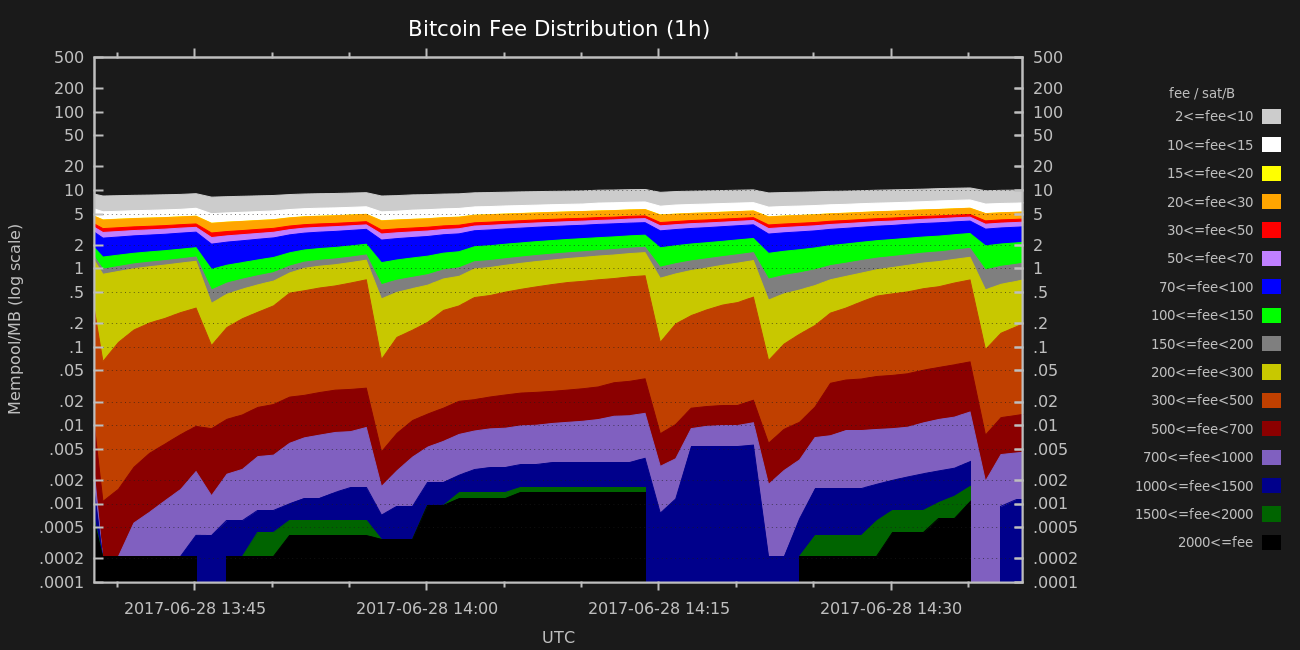 Bitcoin Fee Distribution (1h)
Mempool/MB (log scale)
500
200
100
50
20
10
5
2
1
.5
.2
.1
.05
.02
.01
.005
.002
.001
.0005
.0002
.0001
500
200
100
50
20
10
5
2
1
.5
.2
.1
.05
.02
.01
.005
.002
.001
.0005
.0002
.0001
fee / sat/B
2<=fee<10
10<=fee<15
15<=fee<20
20<=fee<30
30<=fee<50
50<=fee<70
70<=fee<100
100<=fee<150
150<=fee<200
200<=fee<300
300<=fee<500
500<=fee<700
700<=fee<1000
1000<=fee<1500
1500<=fee<2000
2000<=fee
2017-06-28 13:45 2017-06-28 14:00 2017-06-28 14:15 2017-06-28 14:30
UTC